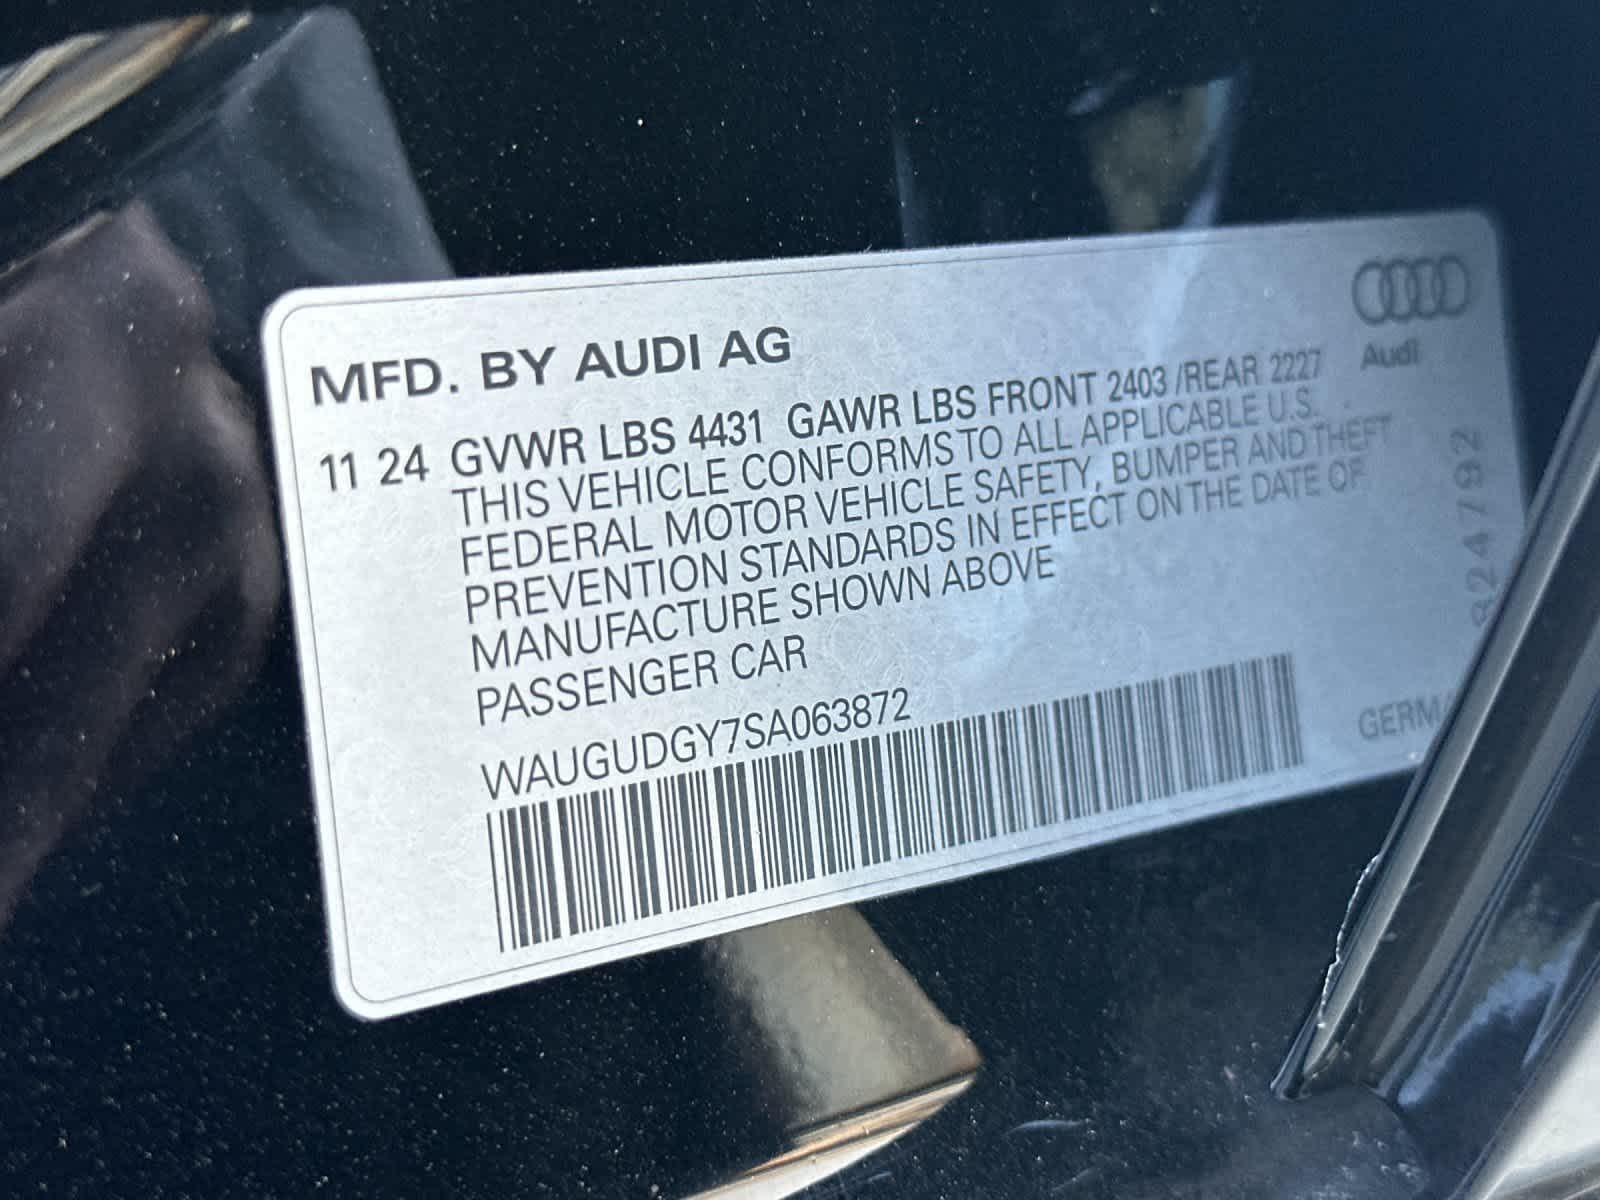 MFD. BY AUDI AG
Audi
11 24 GVWR LBS 4431 GAWR LBS FRONT 2403 /REAR 2227
THIS VEHICLE CONFORMS TO ALL APPLICABLE U.S.
FEDERAL MOTOR VEHICLE SAFETY, BUMPER AND THEFT
PREVENTION STANDARDS IN EFFECT ON THE DATE OF
MANUFACTURE SHOWN ABOVE
PASSENGER CAR
WAUGUDGY7SA063872